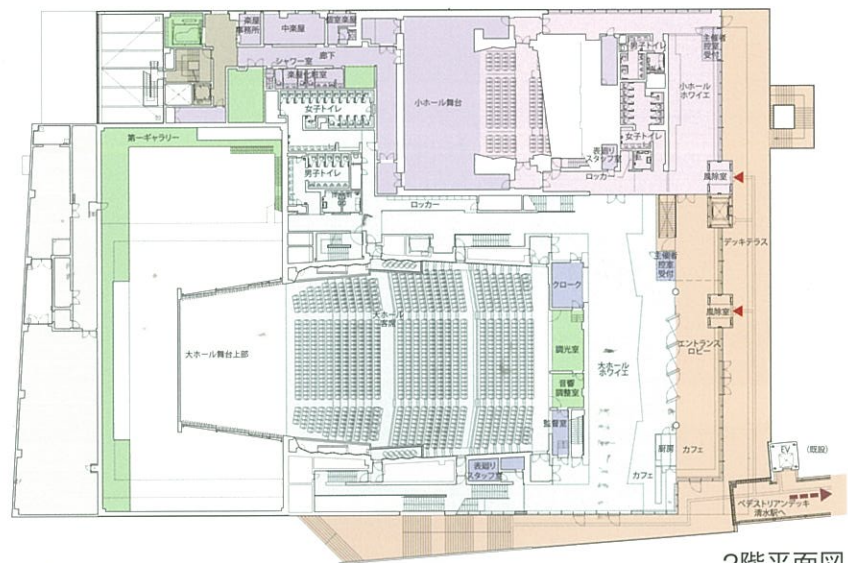 楽屋
事務所
中楽屋
個室楽屋
廊下
シャワー室
楽屋化粧室
女子トイレ
男子トイレ
第一ギャラリー
小ホール舞台
男子トイレ
主催者
控室
受付
小ホール
ホワイエ
女子トイレ
表廻り
スタッフ室
ロッカー
風除室
ロッカー
デッキテラス
主催者
控室
受付
クローク
風除室
大ホール
客席
大ホール舞台上部
調光室
エントランス
ロビー
大ホール
ホワイエ
音響
調整室
監督室
厨房
カフェ
カフェ
EV
(既設)
表廻り
スタッフ室
ペデストリアンデッキ
清水駅へ
2階平面図